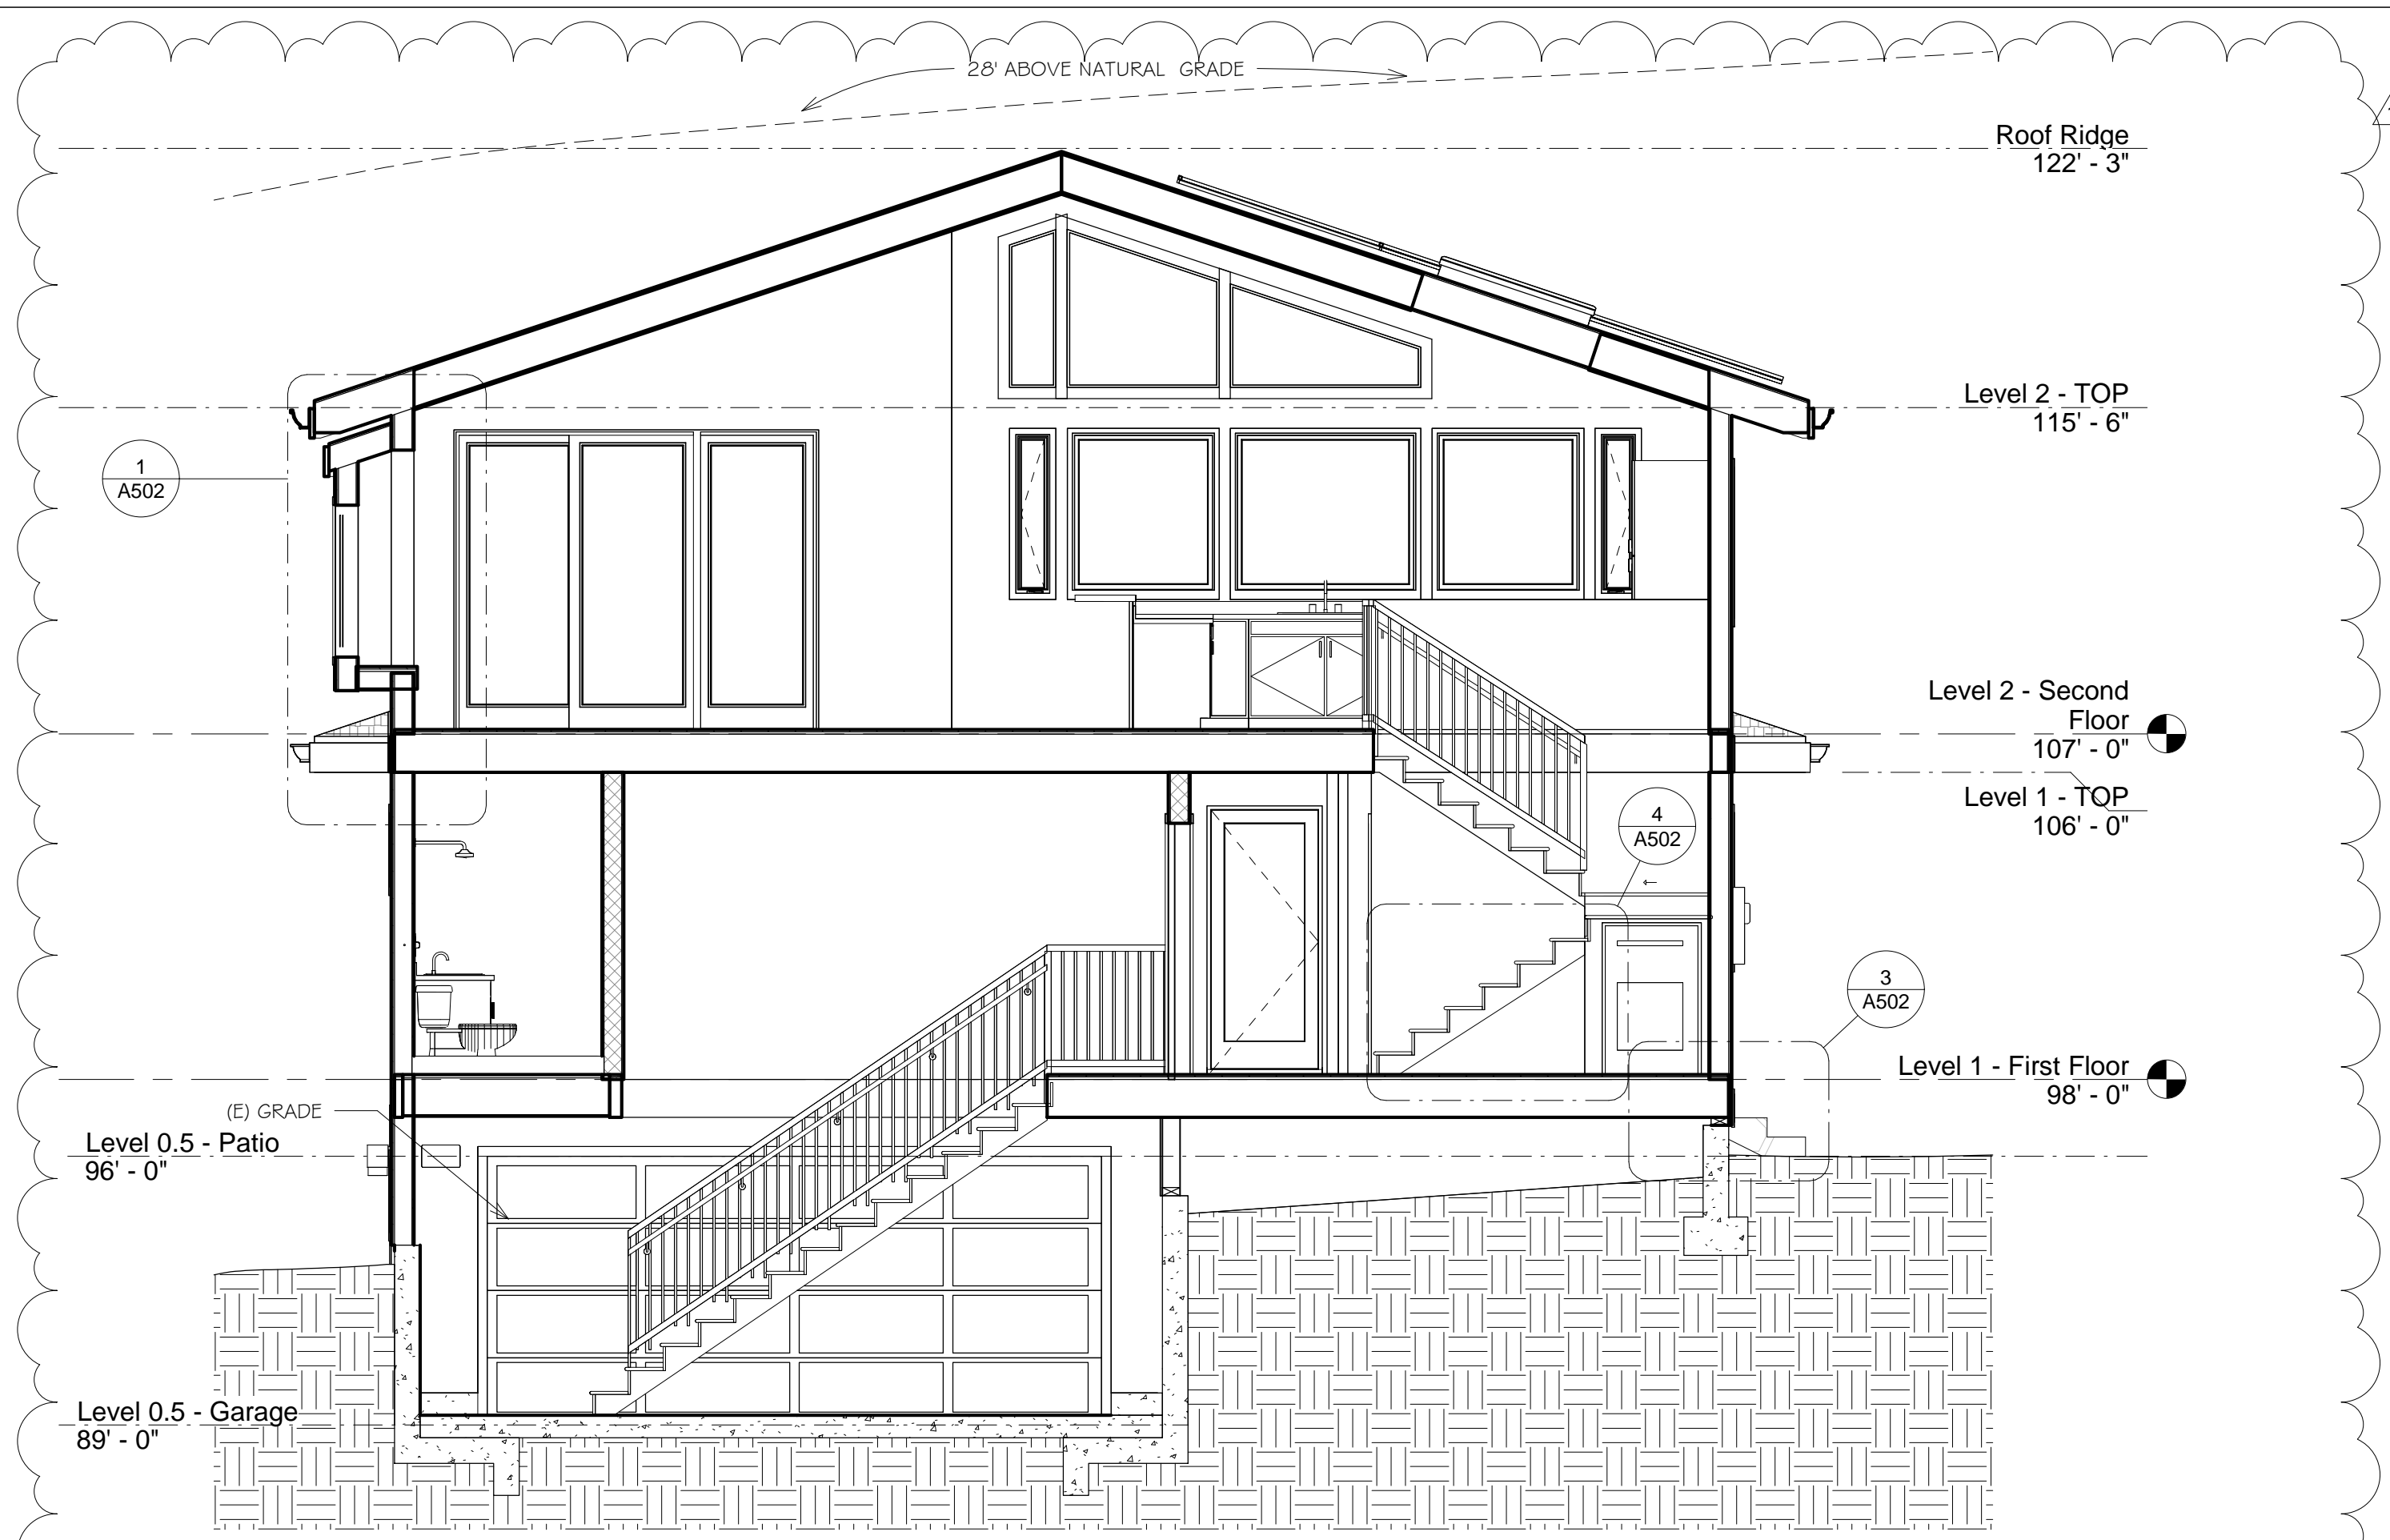 28' ABOVE NATURAL GRADE
Roof Ridge
122' - 3"
Level 2 - TOP
115' - 6"
1
A502
Level 2 - Second
Floor
107' - 0"
Level 1 - TOP
106' - 0"
4
A502
3
A502
Level 1 - First Floor
98' - 0"
(E) GRADE
Level 0.5 - Patio
96' - 0"
Level 0.5 - Garage
89' - 0"